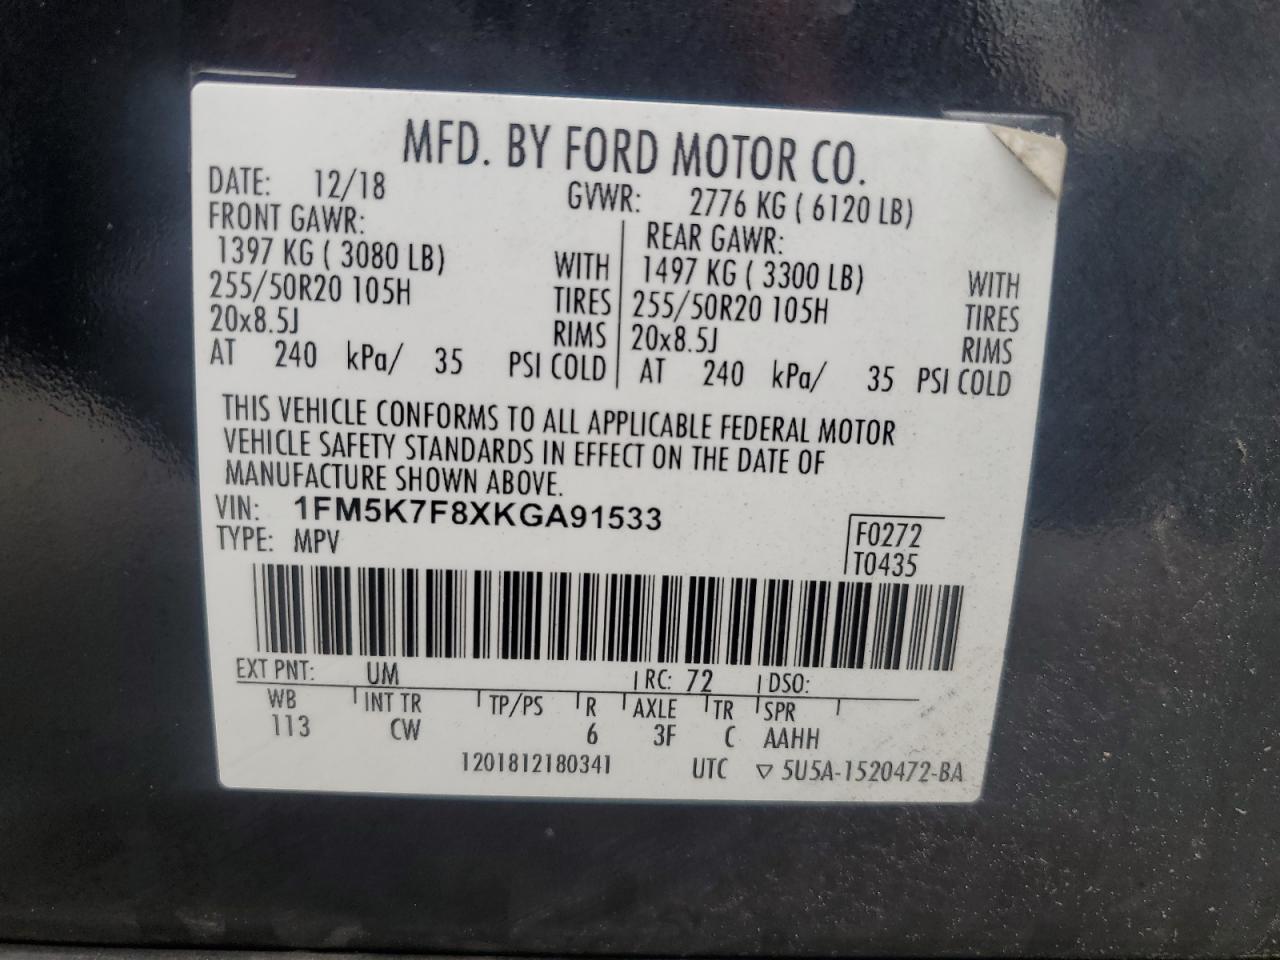 MFD. BY FORD MOTOR CO.
DATE: 12/18 GVWR: 2776 KG ( 6120 LB)
FRONT GAWR: REAR GAWR:
1397 KG ( 3080 LB) WITH 1497 KG ( 3300 LB) WITH
255/50R20 105H TIRES 255/50R20 105H TIRES
20x8.5J RIMS 20x8.5J RIMS
AT 240 kPa/ 35 PSI COLD AT 240 kPa/ 35 PSI COLD
THIS VEHICLE CONFORMS TO ALL APPLICABLE FEDERAL MOTOR
VEHICLE SAFETY STANDARDS IN EFFECT ON THE DATE OF
MANUFACTURE SHOWN ABOVE.
VIN: 1FM5K7F8XKGA91533
TYPE: MPV
F0272
T0435
EXT PNT: UM RC: 72 DSO:
WB INT TR TP/PS R AXLE TR SPR
113 CW 6 3F C AAHH
1201812180341 UTC ▽ 5U5A-1520472-BA